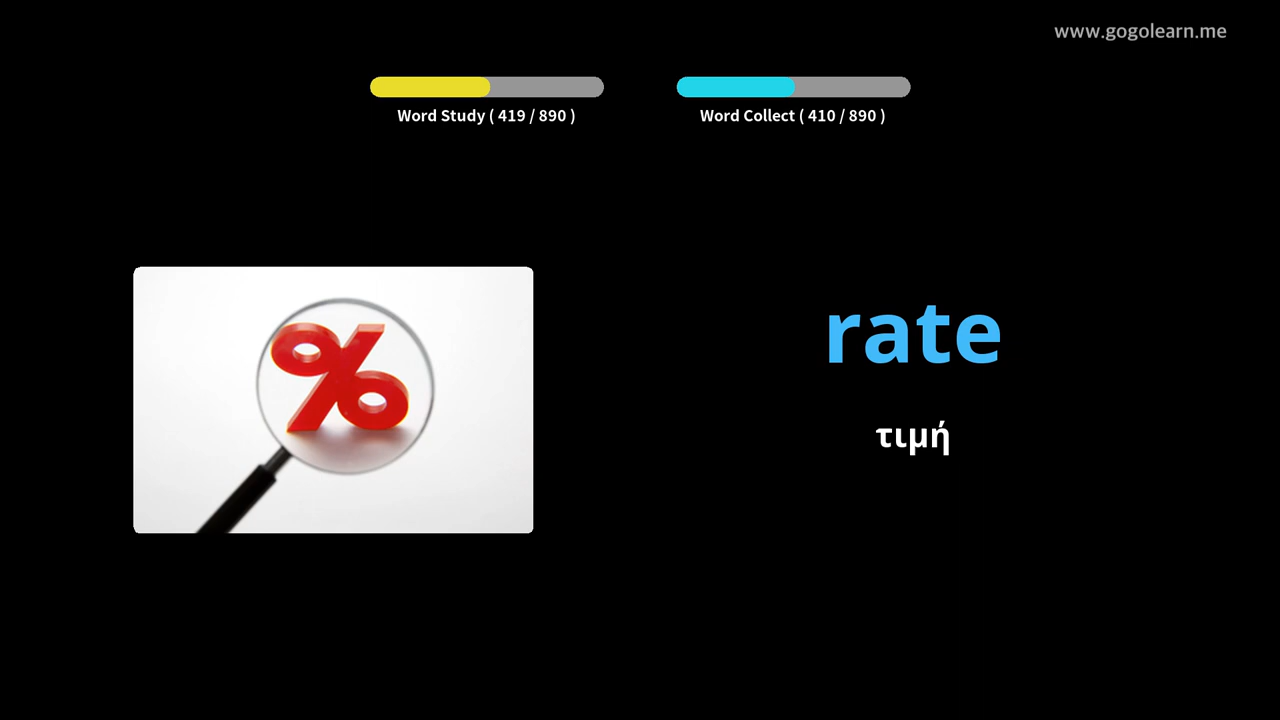 www.gogolearn.me
Word Study ( 419 / 890 )
Word Collect ( 410 / 890 )
%
rate
τιμή